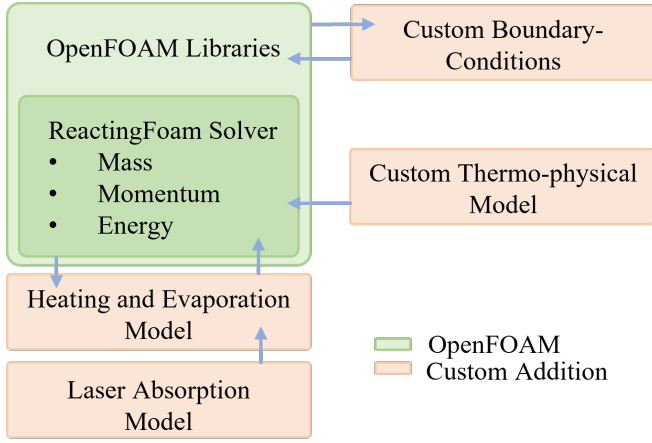 OpenFOAM Libraries
ReactingFoam Solver
• Mass
• Momentum
• Energy
Custom Boundary-
Conditions
Custom Thermo-physical
Model
Heating and Evaporation
Model
Laser Absorption
Model
OpenFOAM
Custom Addition